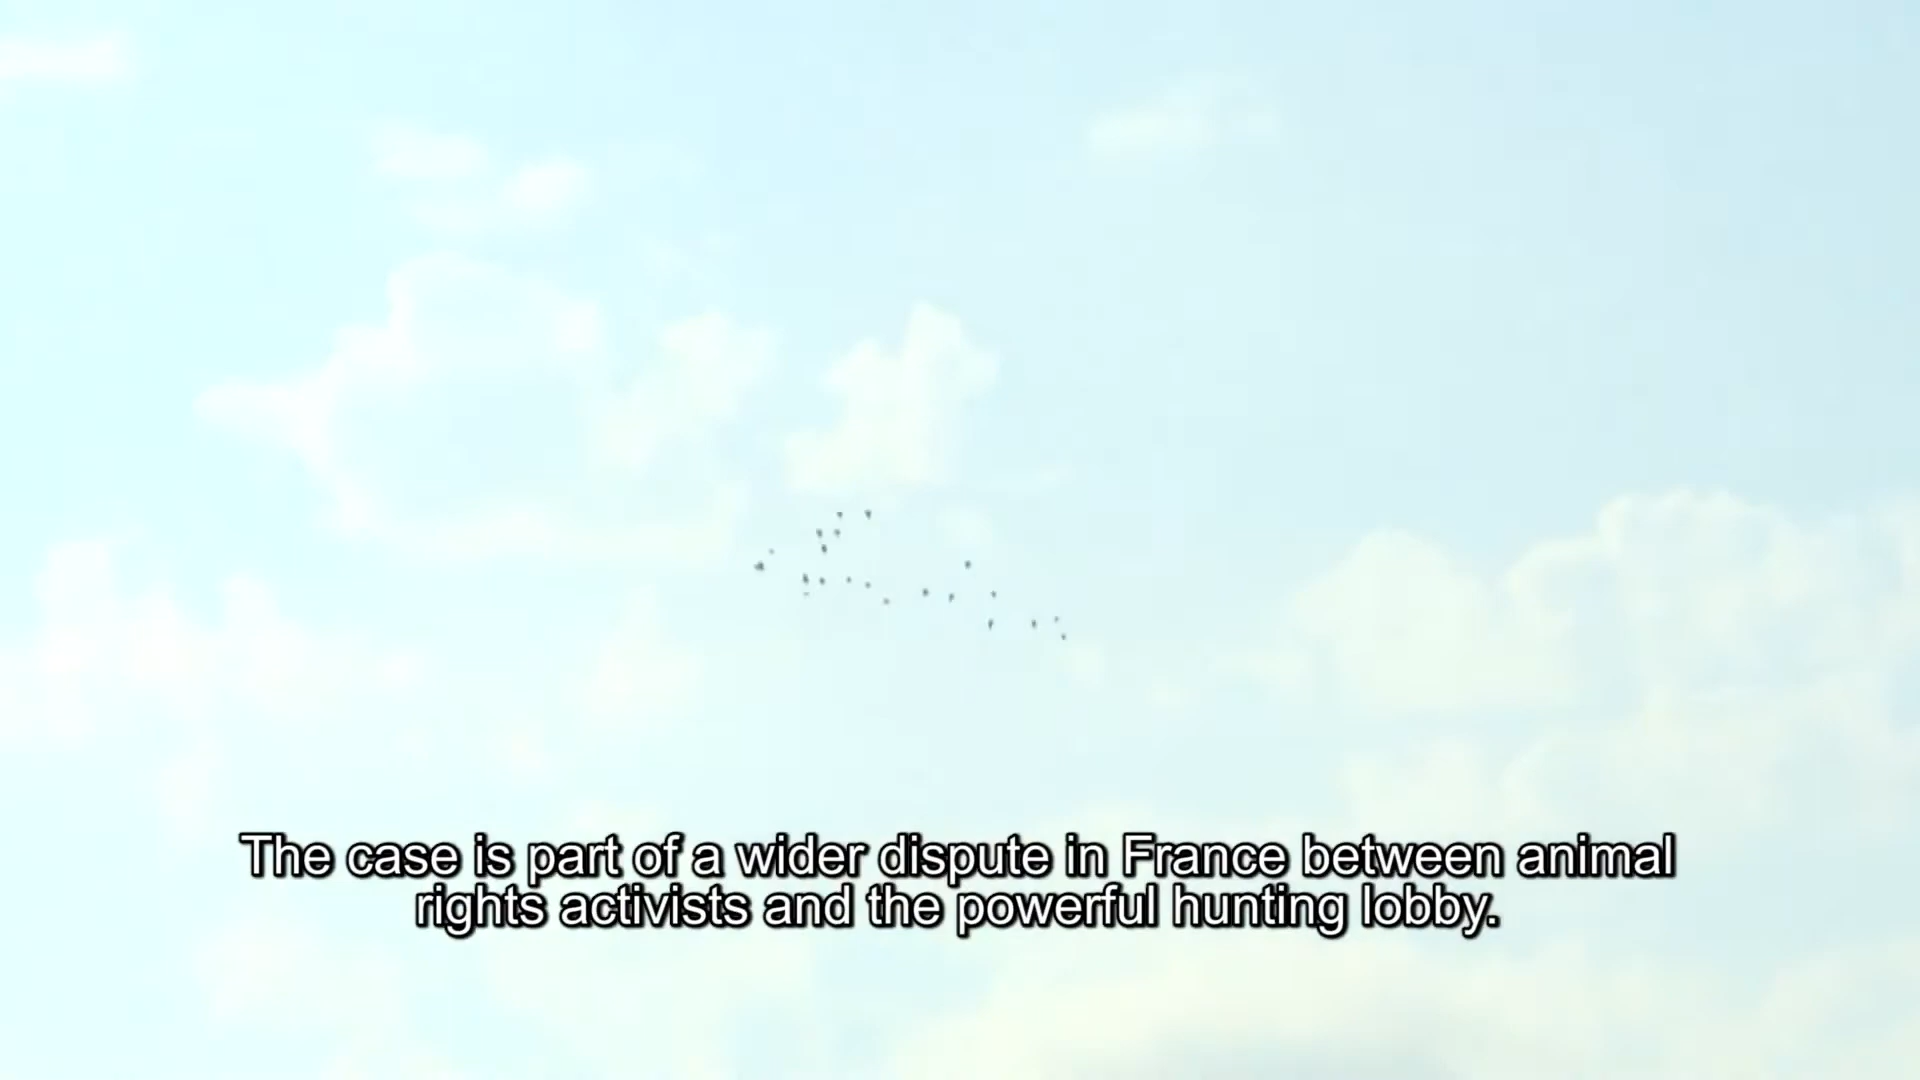 The case is part of a wider dispute in France between animal
rights activists and the powerful hunting lobby.